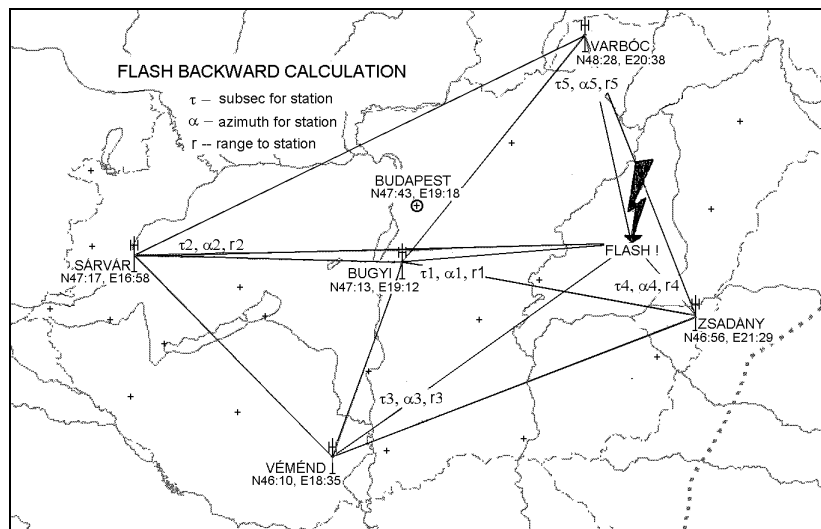 VARBÓC
N48:28, E20:38
FLASH BACKWARD CALCULATION
τ – subsec for station
α – azimuth for station
r -- range to station
τ5, α5, r5
BUDAPEST
N47:43, E19:18
τ2, α2, r2
FLASH !
SÁRVÁR
N47:17, E16:58
BUGYI
N47:13, E19:12
τ1, α1, r1
τ4, α4, r4
ZSADÁNY
N46:56, E21:29
τ3, α3, r3
VÉMÉND
N46:10, E18:35